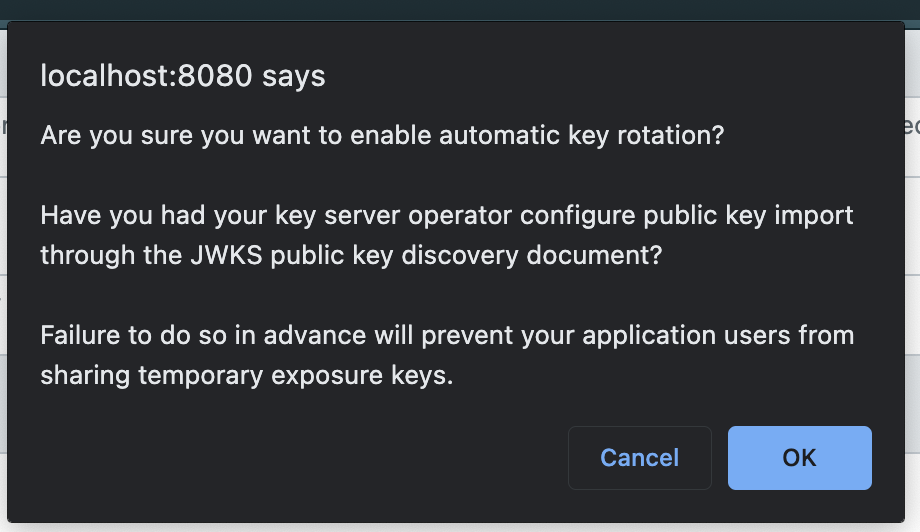 localhost:8080 says
Are you sure you want to enable automatic key rotation?
Have you had your key server operator configure public key import
through the JWKS public key discovery document?
Failure to do so in advance will prevent your application users from
sharing temporary exposure keys.
Cancel
OK